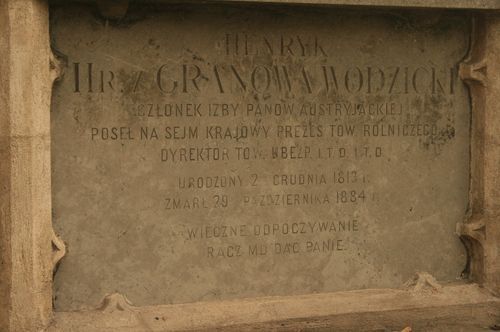 HENRYK
HR. Z GRANOWA WODZICKI
CZŁONEK IZBY PANÓW AUSTRYJACKIEJ
POSEŁ NA SEJM KRAJOWY PREZES TOW. ROLNICZEGO
DYREKTOR TOW. UBEZP. I.T.D. I.T.D.
URODZONY 2 GRUDNIA 1813 R.
ZMARŁ 29 PAŹDZIERNIKA 1884 R.
WIECZNE ODPOCZYWANIE
RACZ MU DAĆ PANIE.